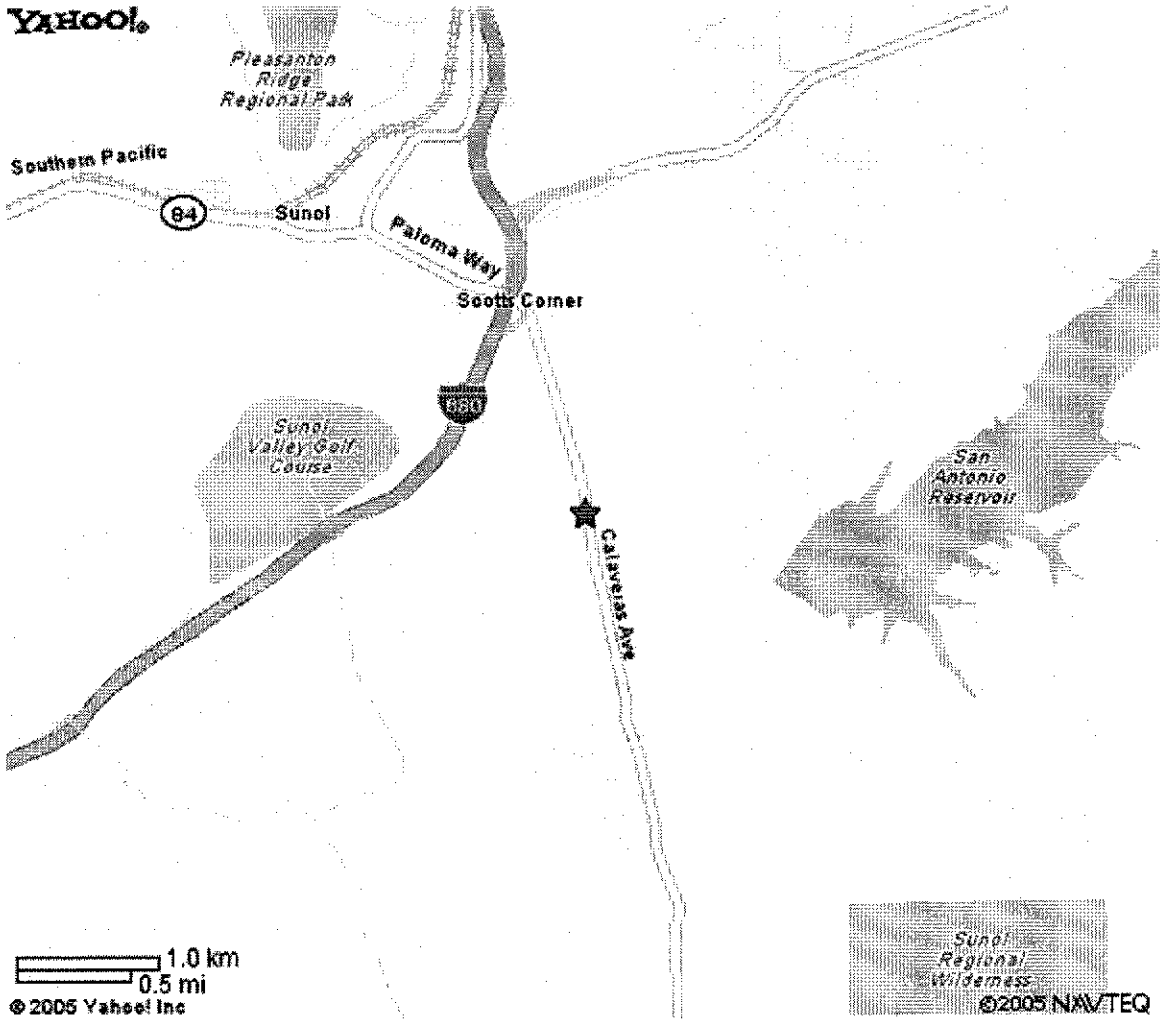 YAHOO!®
Pleasanton
Ridge
Regional Park
Southern Pacific
84
Sunol
Paloma Way
Scotts Corner
680
Sunol
Valley Golf
Course
San
Antonio
Reservoir
Calaveras Ave
1.0 km
0.5 mi
Sunol
Regional
Wilderness
© 2005 Yahoo! Inc
©2005 NAVTEQ